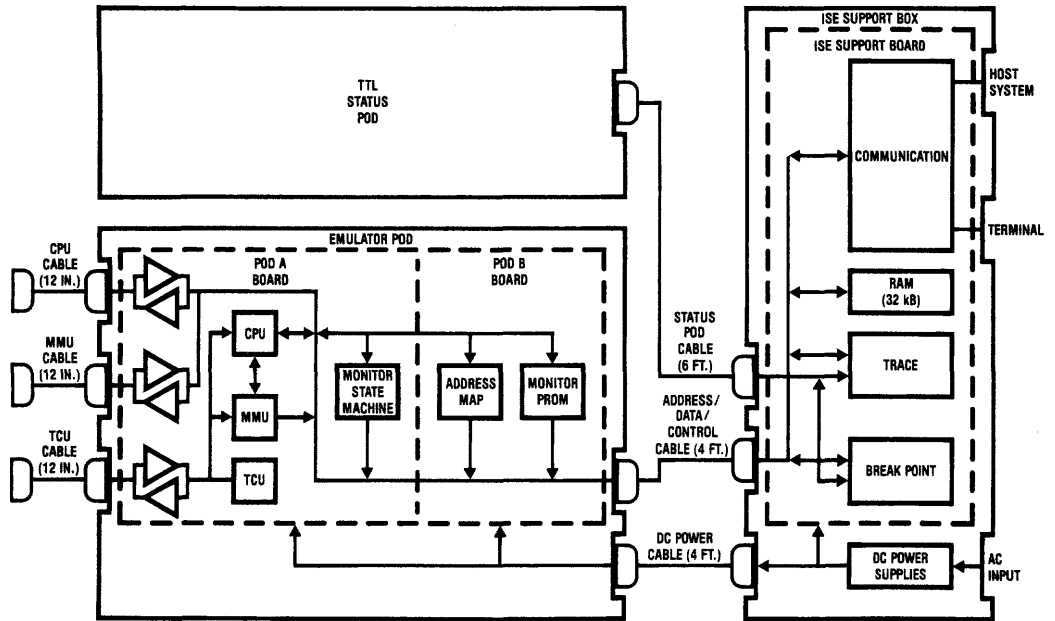 TTL
STATUS
POD
ISE SUPPORT BOX
ISE SUPPORT BOARD
HOST
SYSTEM
COMMUNICATION
TERMINAL
RAM
(32 kB)
TRACE
BREAK POINT
DC POWER
SUPPLIES
AC
INPUT
STATUS
POD
CABLE
(6 FT.)
ADDRESS/
DATA/
CONTROL
CABLE (4 FT.)
DC POWER
CABLE (4 FT.)
EMULATOR POD
POD A
BOARD
POD B
BOARD
CPU
CABLE
(12 IN.)
MMU
CABLE
(12 IN.)
TCU
CABLE
(12 IN.)
CPU
MMU
TCU
MONITOR
STATE
MACHINE
ADDRESS
MAP
MONITOR
PROM